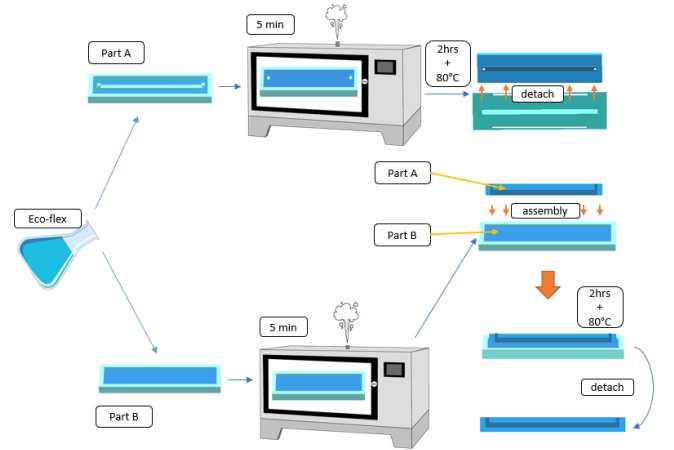 5 min
Part A
2hrs
+
80°C
detach
Part A
Eco-flex
assembly
Part B
2hrs
+
80°C
5 min
detach
Part B